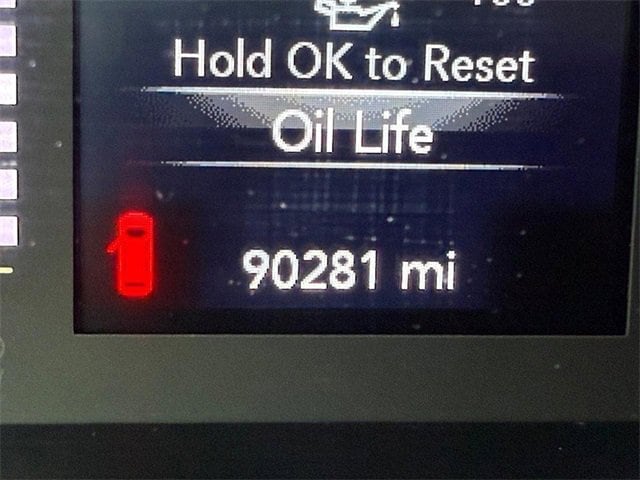 Hold OK to Reset
Oil Life
90281 mi